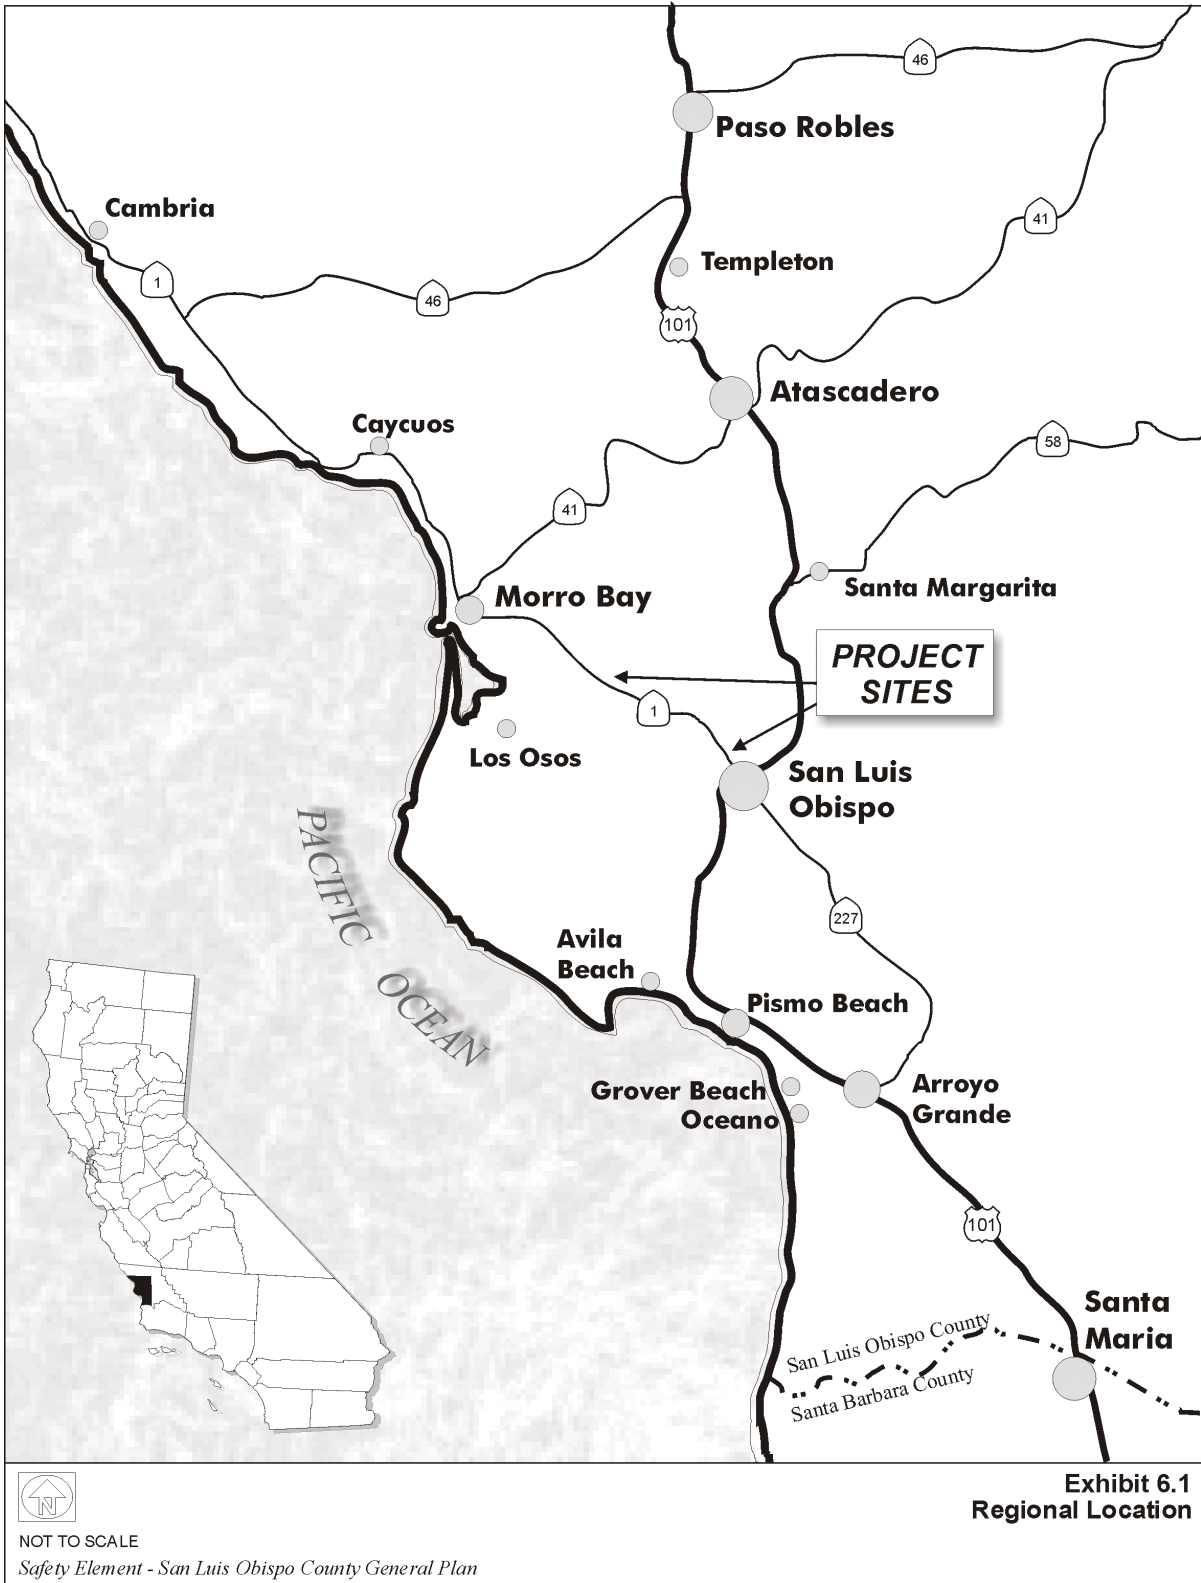 46
Paso Robles
Cambria
41
Templeton
1
46
101
Atascadero
Caycuos
58
41
Santa Margarita
Morro Bay
PROJECT
SITES
1
Los Osos
San Luis
Obispo
PACIFIC OCEAN
227
Avila
Beach
Pismo Beach
Grover Beach
Oceano
Arroyo
Grande
101
Santa
Maria
San Luis Obispo County
Santa Barbara County
N
Exhibit 6.1
Regional Location
NOT TO SCALE
Safety Element - San Luis Obispo County General Plan